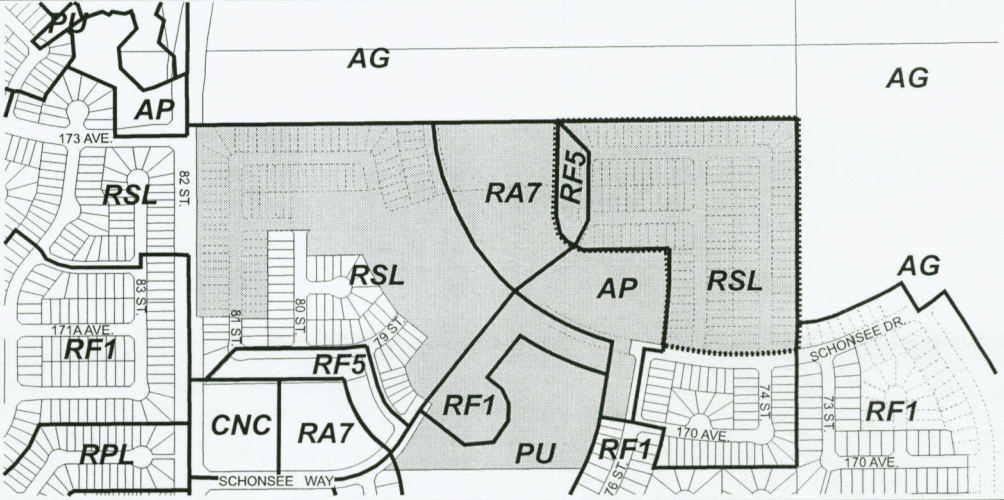 PU
AG
AG
AP
173 AVE.
RSL
82 ST.
RA7
RF5
RSL
AP
RSL
AG
83 ST.
171A AVE.
RF1
81 ST.
80 ST.
79 ST
RF5
SCHONSEE DR.
CNC
RA7
RF1
PU
RF1
76 ST
170 AVE.
74 ST
73 ST
RF1
170 AVE.
RPL
SCHONSEE WAY